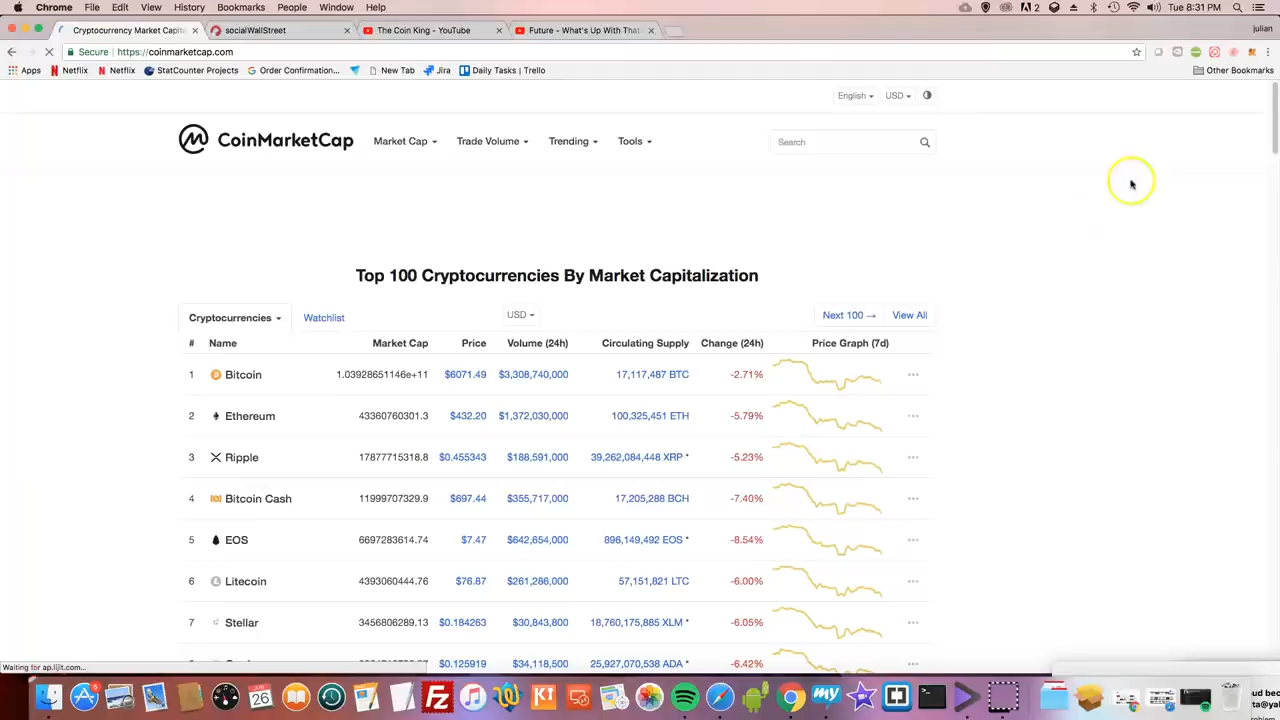 Chrome File Edit View History Bookmarks People Window Help 2 Tue 8:31 PM
Cryptocurrency Market Capita socialWallStreet The Coin King - YouTube Future - What's Up With That julian
Secure https://coinmarketcap.com
Apps Netflix Netflix StatCounter Projects Order Confirmation... New Tab Jira Daily Tasks | Trello Other Bookmarks
English USD
CoinMarketCap Market Cap Trade Volume Trending Tools Search
Top 100 Cryptocurrencies By Market Capitalization
Cryptocurrencies Watchlist USD Next 100 → View All
# Name Market Cap Price Volume (24h) Circulating Supply Change (24h) Price Graph (7d)
1 Bitcoin 1.03928651146e+11 $6071.49 $3,308,740,000 17,117,487 BTC -2.71%
2 Ethereum 43360760301.3 $432.20 $1,372,030,000 100,325,451 ETH -5.79%
3 Ripple 17877715318.8 $0.455343 $188,591,000 39,262,084,448 XRP * -5.23%
4 Bitcoin Cash 11999707329.9 $697.44 $355,717,000 17,205,288 BCH -7.40%
5 EOS 6697283614.74 $7.47 $642,654,000 896,149,492 EOS * -8.54%
6 Litecoin 4393060444.76 $76.87 $261,286,000 57,151,821 LTC -6.00%
7 Stellar 3456806289.13 $0.184263 $30,843,800 18,760,175,885 XLM * -6.05%
$0.125919 $34,118,500 25,927,070,538 ADA * -6.42%
Waiting for ap.lijit.com...